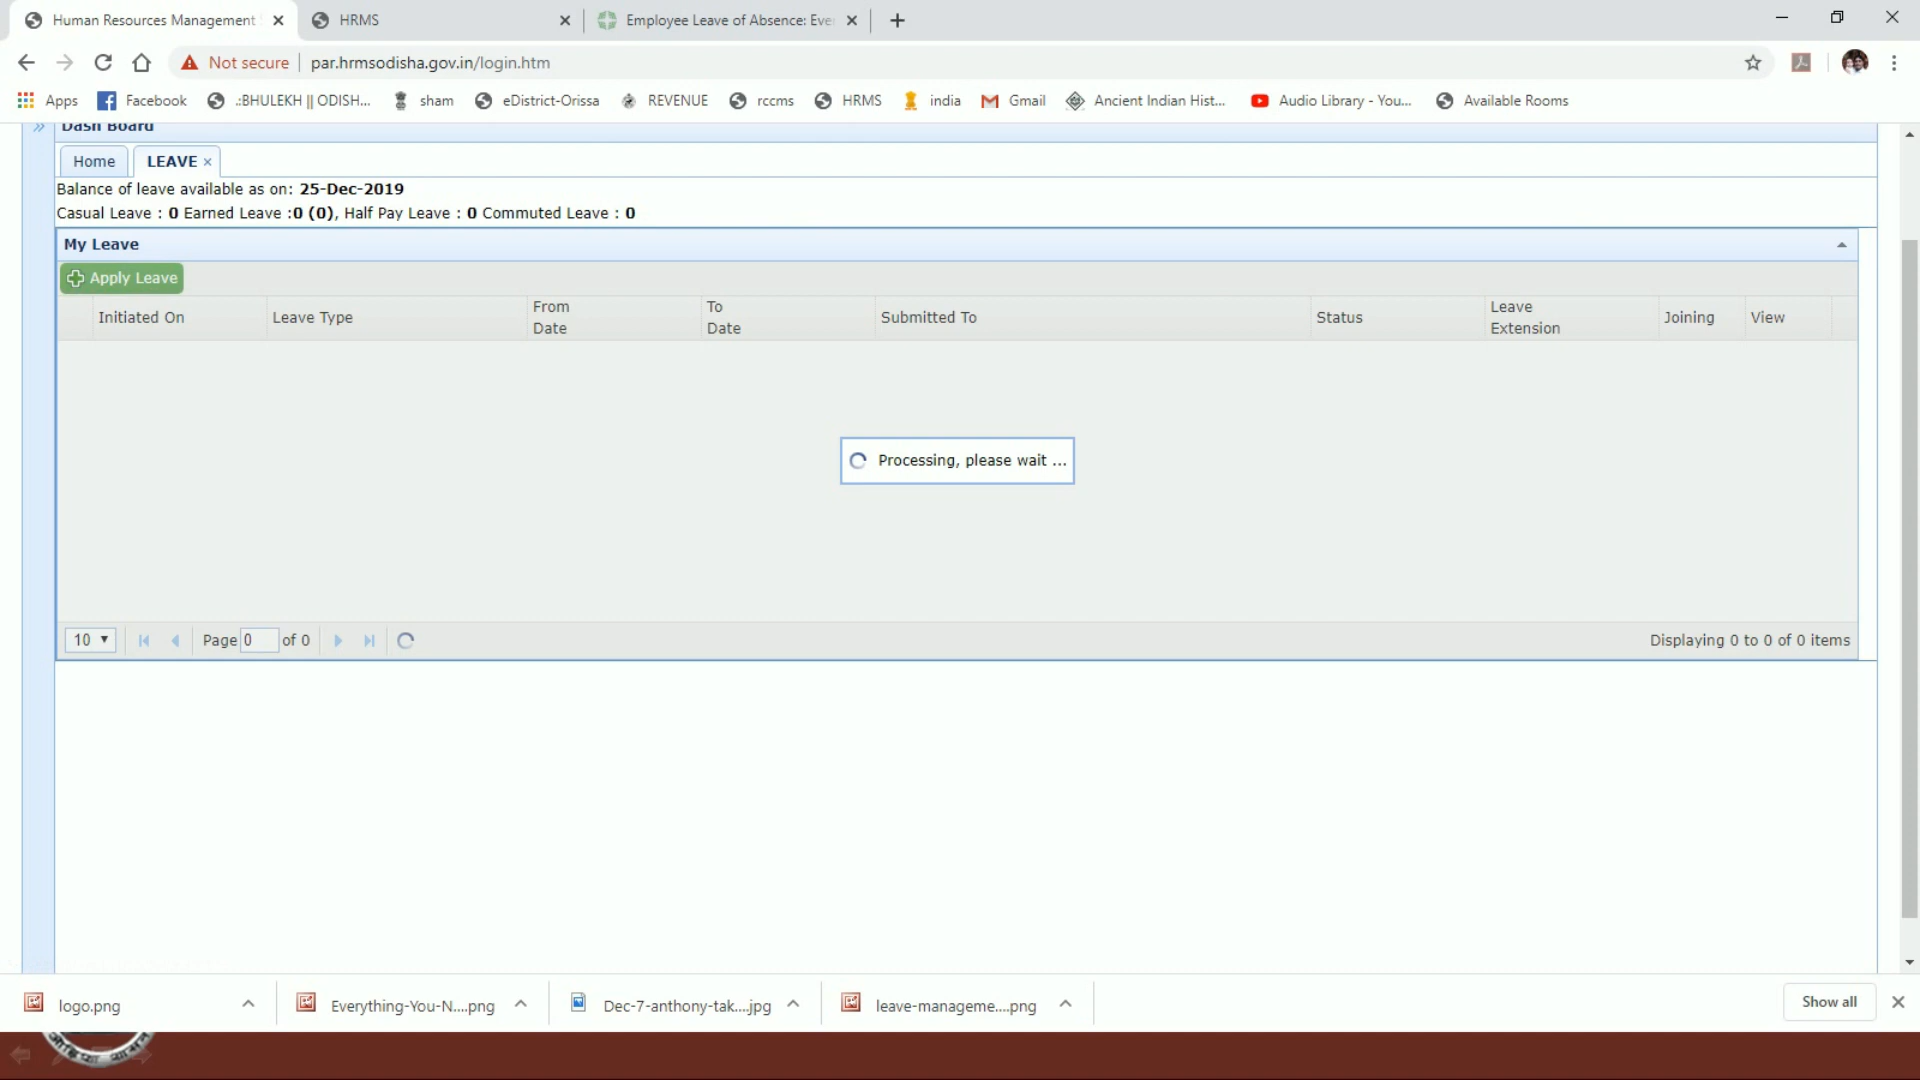 Human Resources Management
HRMS
Employee Leave of Absence: Eve
Not secure
par.hrmsodisha.gov.in/login.htm
Apps
Facebook
.:BHULEKH || ODISH...
sham
eDistrict-Orissa
REVENUE
rccms
HRMS
india
Gmail
Ancient Indian Hist...
Audio Library - You...
Available Rooms
Dash Board
Home
LEAVE
Balance of leave available as on: 25-Dec-2019
Casual Leave : 0 Earned Leave :0 (0), Half Pay Leave : 0 Commuted Leave : 0
My Leave
Apply Leave
Initiated On
Leave Type
From
Date
To
Date
Submitted To
Status
Leave
Extension
Joining
View
Processing, please wait ...
10
Page 0 of 0
Displaying 0 to 0 of 0 items
logo.png
Everything-You-N....png
Dec-7-anthony-tak....jpg
leave-manageme....png
Show all